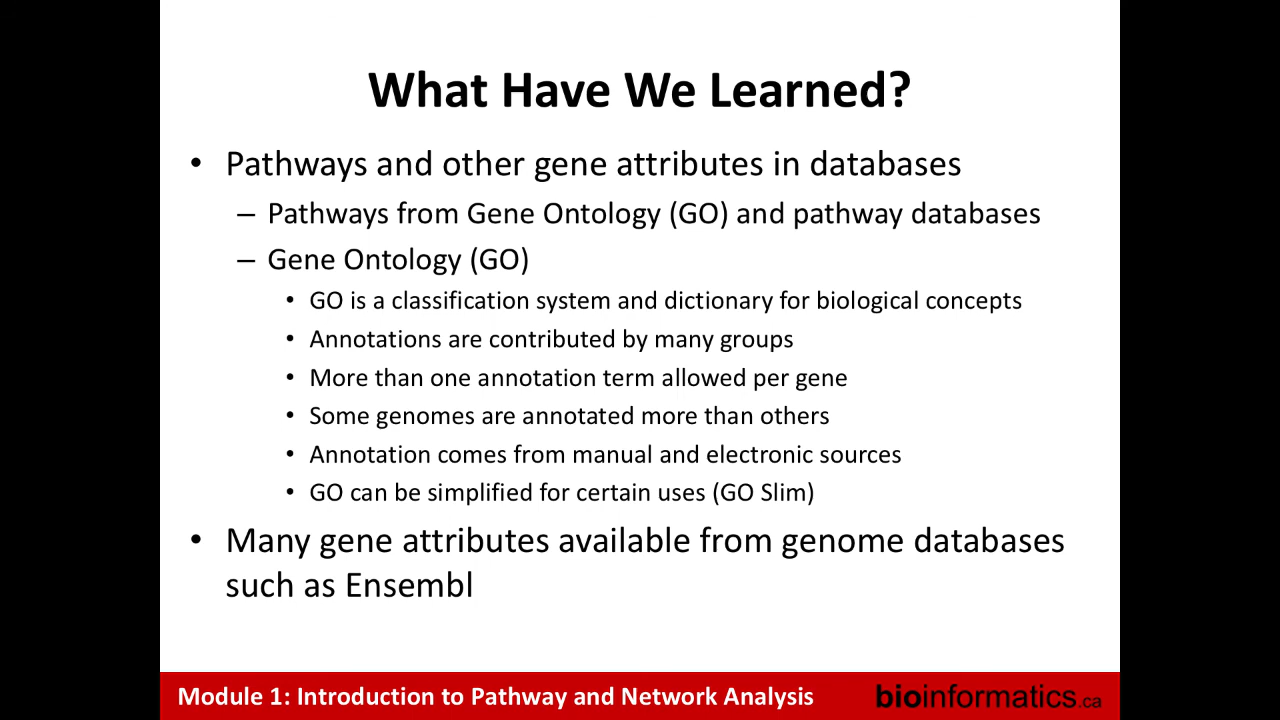 What Have We Learned?
• Pathways and other gene attributes in databases
– Pathways from Gene Ontology (GO) and pathway databases
– Gene Ontology (GO)
• GO is a classification system and dictionary for biological concepts
• Annotations are contributed by many groups
• More than one annotation term allowed per gene
• Some genomes are annotated more than others
• Annotation comes from manual and electronic sources
• GO can be simplified for certain uses (GO Slim)
• Many gene attributes available from genome databases
such as Ensembl
Module 1: Introduction to Pathway and Network Analysis
bioinformatics.ca